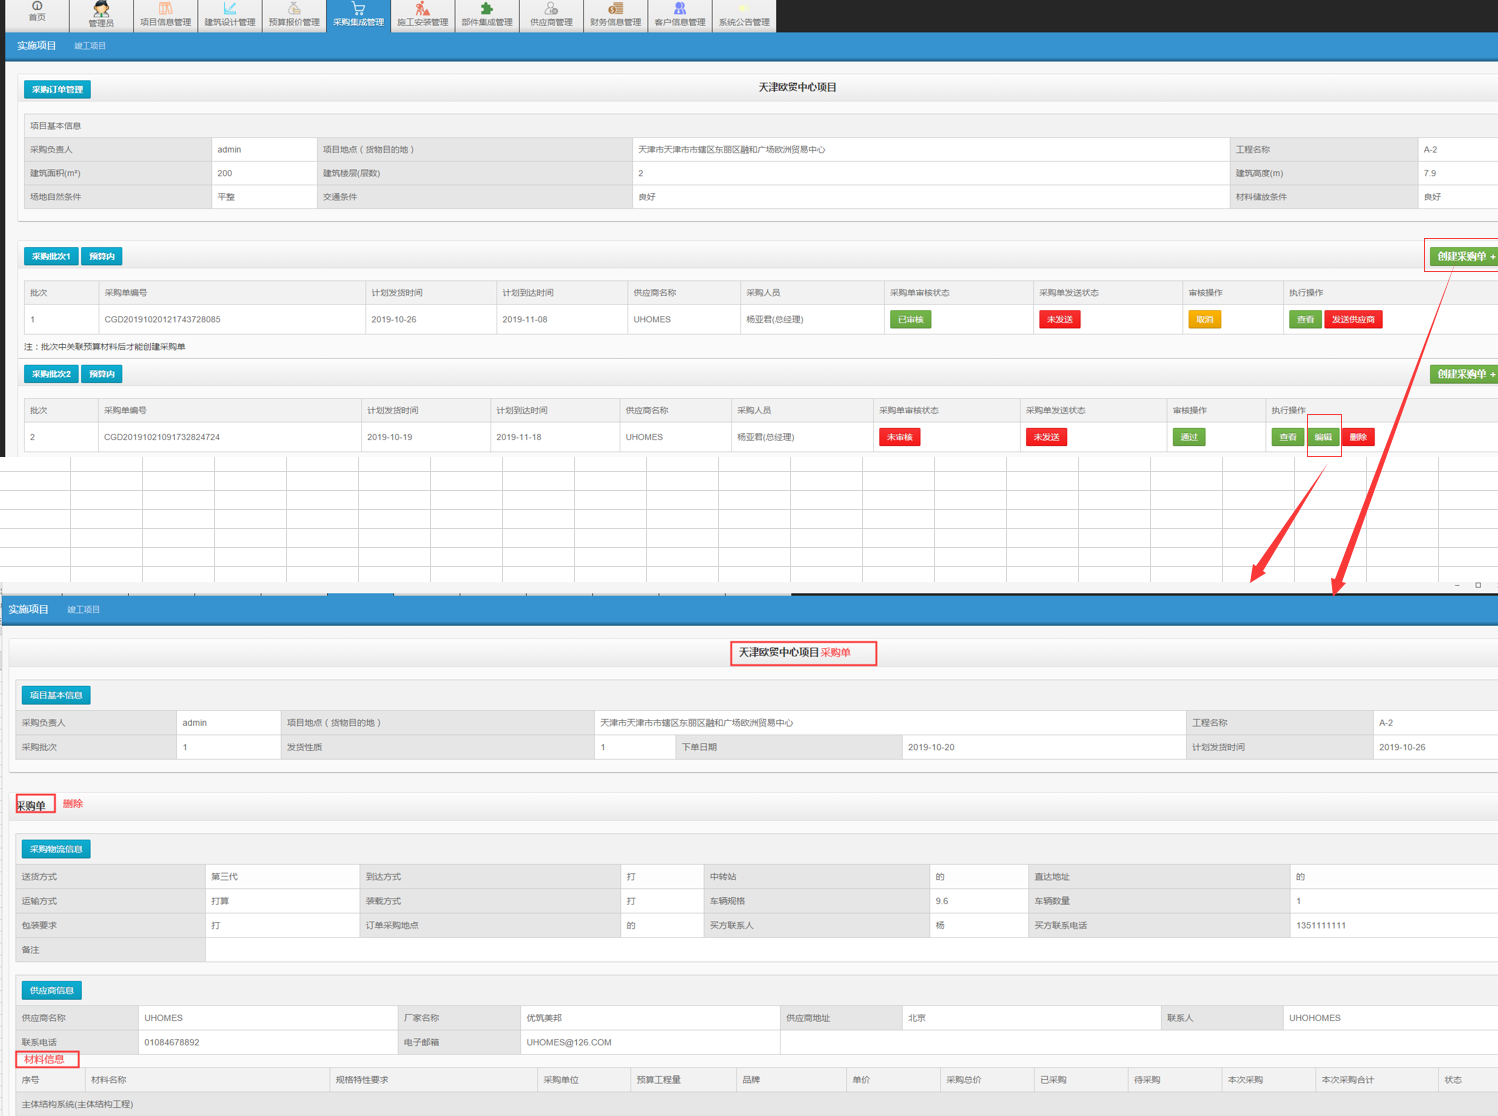 首页 管理员 项目信息管理 建筑设计管理 预算报价管理 采购集成管理 施工安装管理 部件集成管理 供应商管理 财务信息管理 客户信息管理 系统公告管理
实施项目 竣工项目
采购订单管理 天津欧贸中心项目
项目基本信息
采购负责人 admin 项目地点（货物目的地） 天津市天津市市辖区东丽区融和广场欧洲贸易中心 工程名称 A-2
建筑面积(m²) 200 建筑楼层(层数) 2 建筑高度(m) 7.9
场地自然条件 平整 交通条件 良好 材料储放条件 良好
采购批次1 预算内 创建采购单 +
批次 采购单编号 计划发货时间 计划到达时间 供应商名称 采购人员 采购单审核状态 采购单发送状态 审核操作 执行操作
1 CGD20191020121743728085 2019-10-26 2019-11-08 UHOMES 杨亚君(总经理) 已审核 未发送 取消 查看 发送供应商
注：批次中关联预算材料后才能创建采购单
采购批次2 预算内 创建采购单 +
批次 采购单编号 计划发货时间 计划到达时间 供应商名称 采购人员 采购单审核状态 采购单发送状态 审核操作 执行操作
2 CGD20191021091732824724 2019-10-19 2019-11-18 UHOMES 杨亚君(总经理) 未审核 未发送 通过 查看 编辑 删除
实施项目 竣工项目
天津欧贸中心项目采购单
项目基本信息
采购负责人 admin 项目地点（货物目的地） 天津市天津市市辖区东丽区融和广场欧洲贸易中心 工程名称 A-2
采购批次 1 发货性质 1 下单日期 2019-10-20 计划发货时间 2019-10-26
采购单 删除
采购物流信息
送货方式 第三代 到达方式 打 中转站 的 直达地址 的
运输方式 打算 装载方式 打 车辆规格 9.6 车辆数量 1
包装要求 打 订单采购地点 的 买方联系人 杨 买方联系电话 1351111111
备注
供应商信息
供应商名称 UHOMES 厂家名称 优筑美邦 供应商地址 北京 联系人 UHOHOMES
联系电话 01084678892 电子邮箱 UHOMES@126.COM
材料信息
序号 材料名称 规格特性要求 采购单位 预算工程量 品牌 单价 采购总价 已采购 待采购 本次采购 本次采购合计 状态
主体结构系统(主体结构工程)